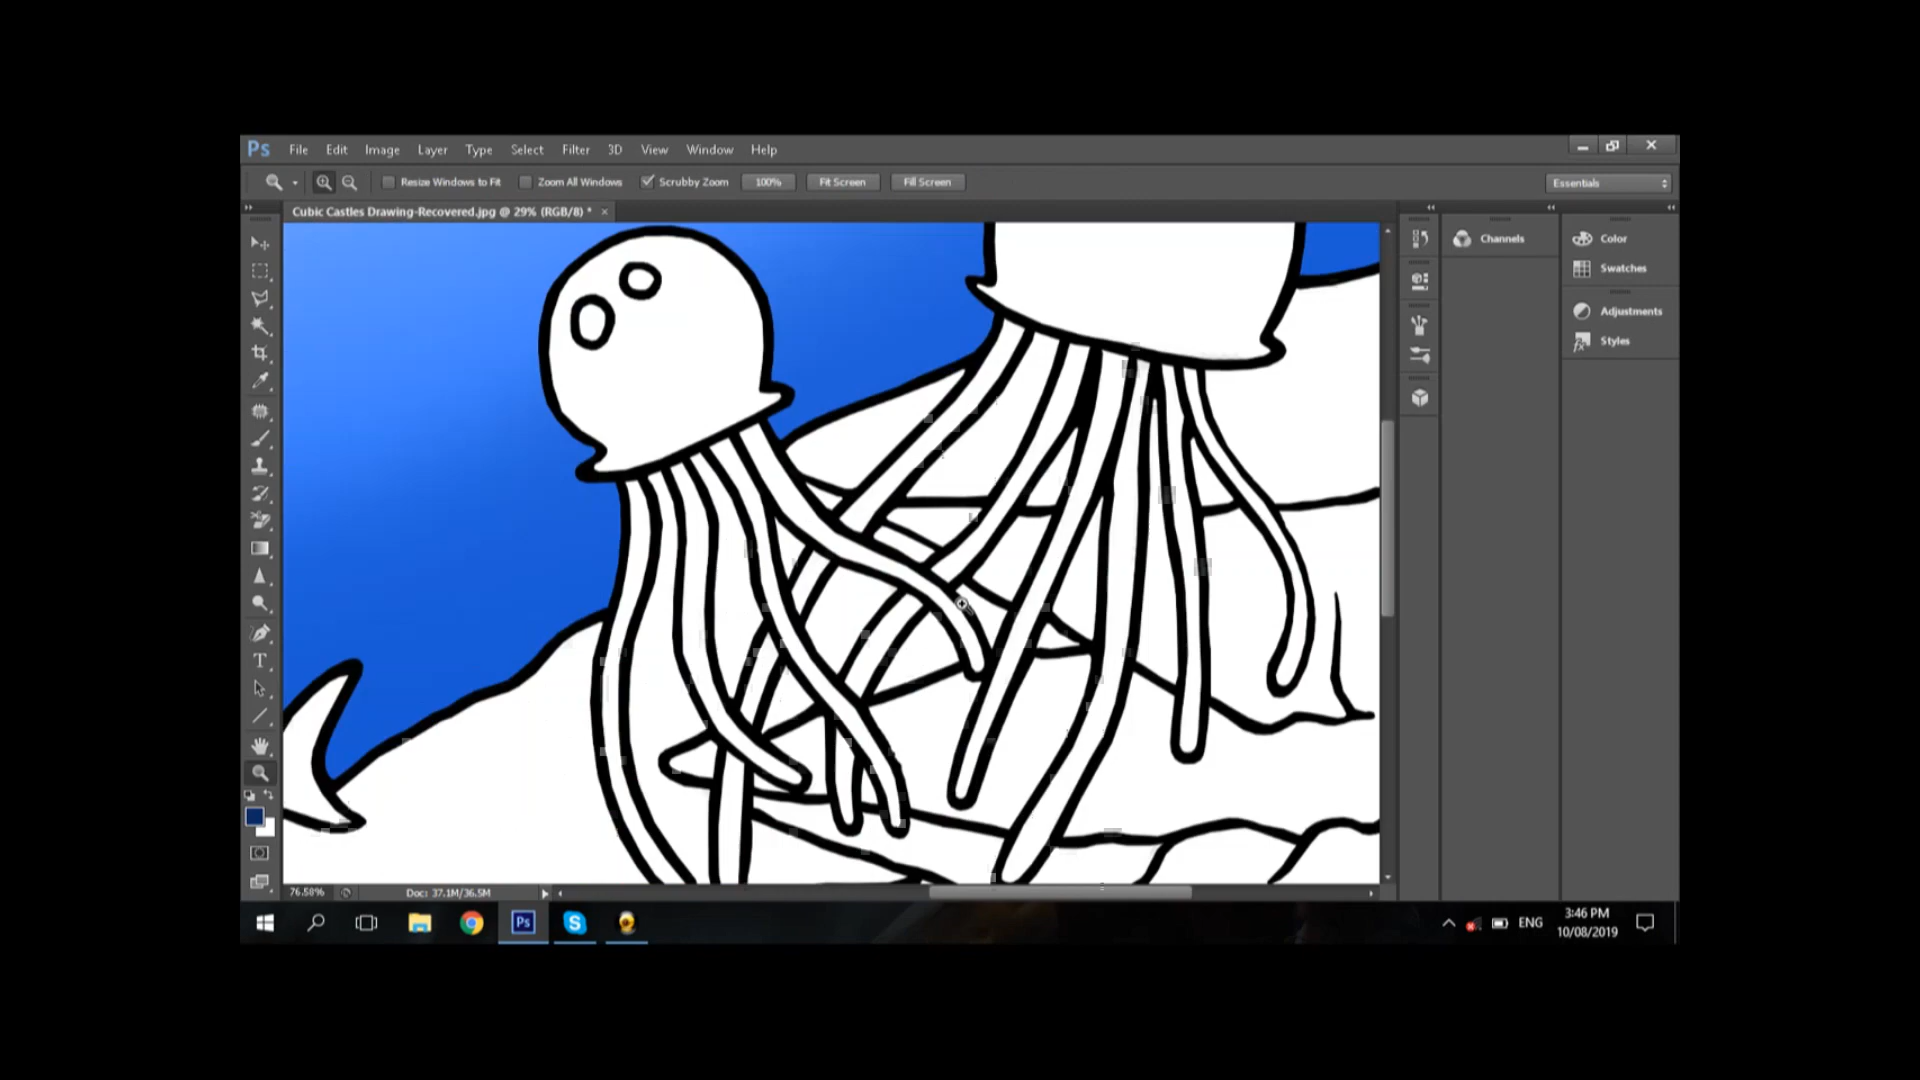 Ps File Edit Image Layer Type Select Filter 3D View Window Help
Resize Windows to Fit Zoom All Windows Scrubby Zoom 100% Fit Screen Fill Screen Essentials
Cubic Castles Drawing-Recovered.jpg @ 29% (RGB/8) * ×
Channels
Color
Swatches
Adjustments
Styles
T
76.58% Doc: 37.1M/36.5M
Ps S ENG 3:46 PM
10/08/2019